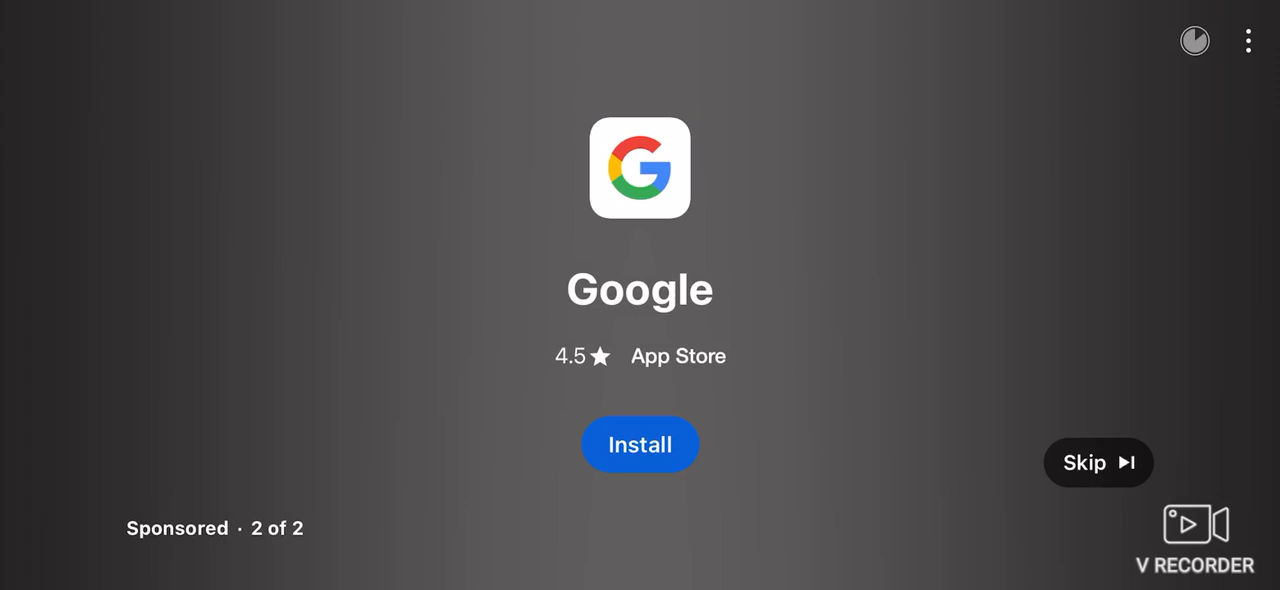 Google
4.5★ App Store
Install
Skip
Sponsored · 2 of 2
V RECORDER